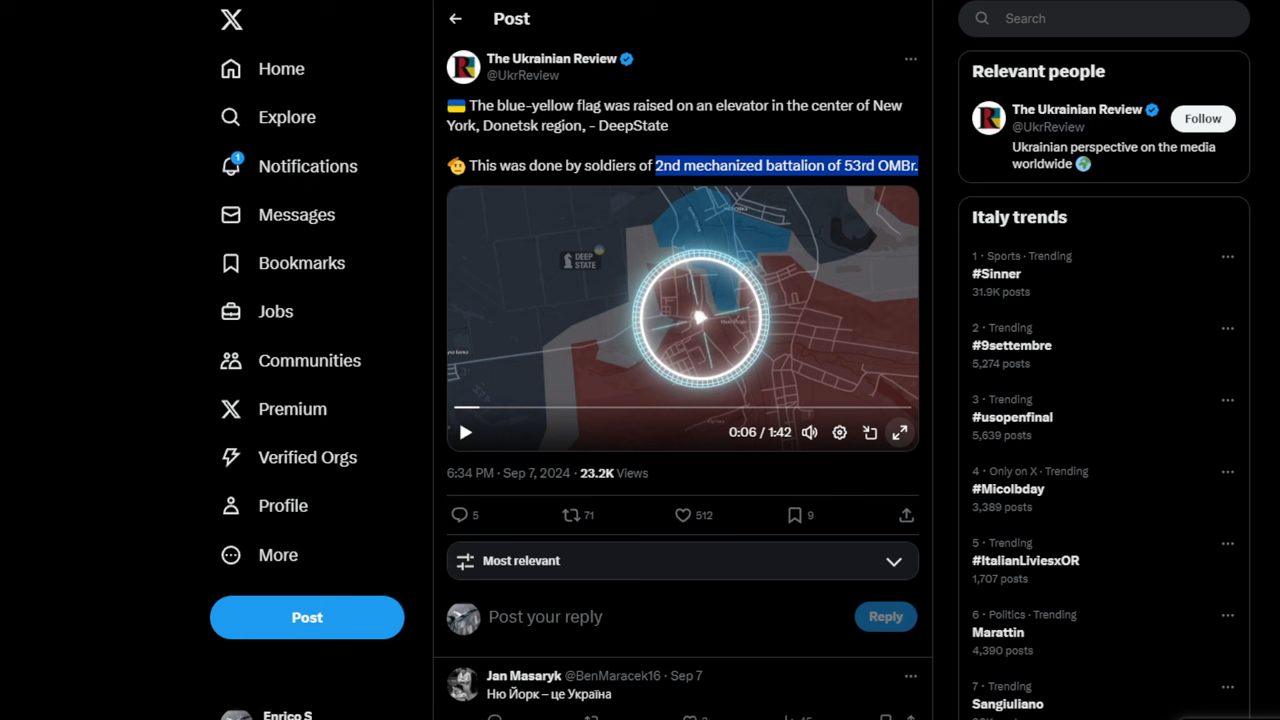 Home
Explore
1
Notifications
Messages
Bookmarks
Jobs
Communities
Premium
Verified Orgs
Profile
More
Post
Enrico S
Post
The Ukrainian Review
@UkrReview
The blue-yellow flag was raised on an elevator in the center of New
York, Donetsk region, - DeepState
This was done by soldiers of 2nd mechanized battalion of 53rd OMBr.
DEEP
STATE
0:06 / 1:42
6:34 PM · Sep 7, 2024 · 23.2K Views
5 71 512 9
Most relevant
Post your reply
Reply
Jan Masaryk @BenMaracek16 · Sep 7
Ню Йорк – це Україна
Search
Relevant people
The Ukrainian Review
@UkrReview
Follow
Ukrainian perspective on the media
worldwide
Italy trends
1 · Sports · Trending
#Sinner
31.9K posts
2 · Trending
#9settembre
5,274 posts
3 · Trending
#usopenfinal
5,639 posts
4 · Only on X · Trending
#Micolbday
3,389 posts
5 · Trending
#ItalianLiviesxOR
1,707 posts
6 · Politics · Trending
Marattin
4,390 posts
7 · Trending
Sangiuliano